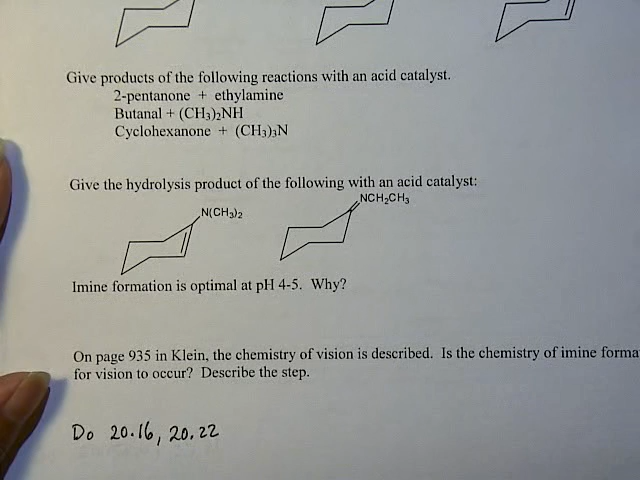 Give products of the following reactions with an acid catalyst.
2-pentanone + ethylamine
Butanal + (CH₃)₂NH
Cyclohexanone + (CH₃)₃N
Give the hydrolysis product of the following with an acid catalyst:
N(CH₃)₂
NCH₂CH₃
Imine formation is optimal at pH 4-5. Why?
On page 935 in Klein, the chemistry of vision is described. Is the chemistry of imine forma
for vision to occur? Describe the step.
Do 20.16, 20.22